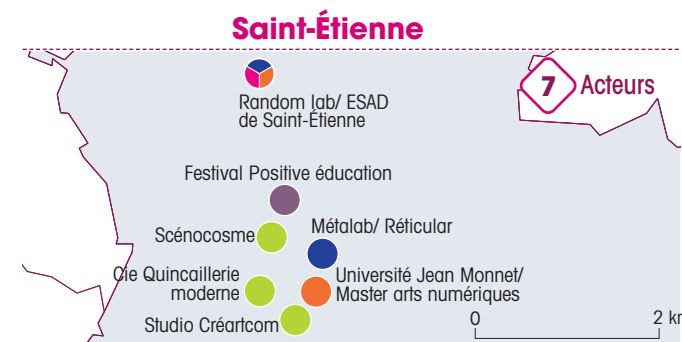 Saint-Étienne
7 Acteurs
Random lab/ ESAD
de Saint-Étienne
Festival Positive éducation
Scénocosme
Métalab/ Réticular
Cie Quincaillerie
moderne
Université Jean Monnet/
Master arts numériques
Studio Créartcom
0
2 km